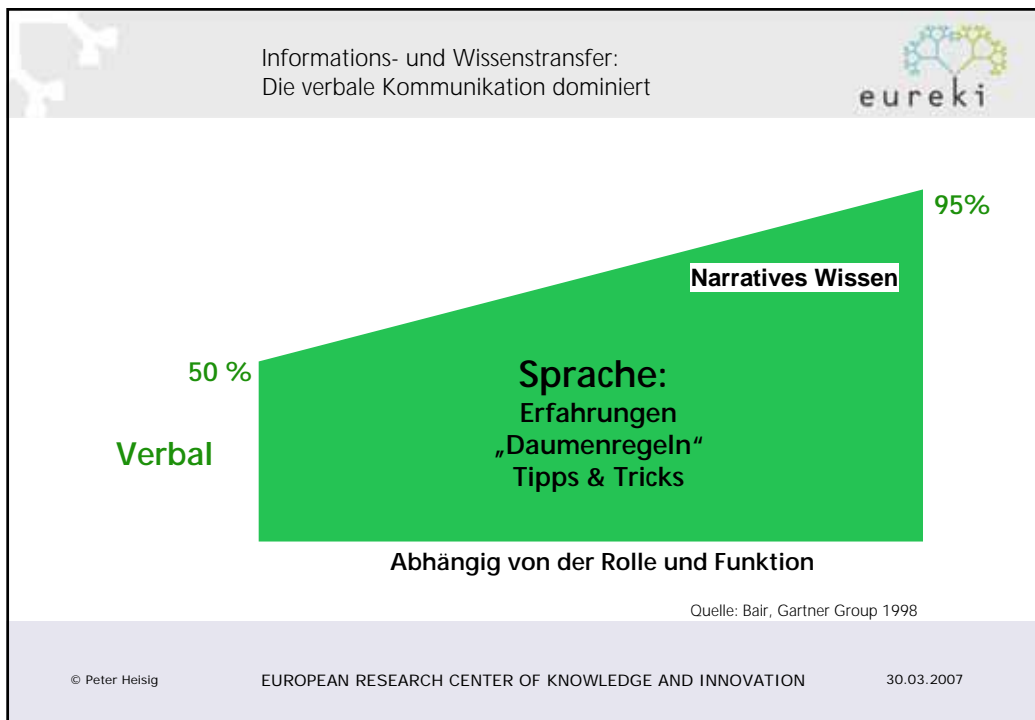 Informations- und Wissenstransfer:
Die verbale Kommunikation dominiert
eureki
95%
Narratives Wissen
50 %
Sprache:
Erfahrungen
„Daumenregeln“
Verbal
Tipps & Tricks
Abhängig von der Rolle und Funktion
Quelle: Bair, Gartner Group 1998
© Peter Heisig
EUROPEAN RESEARCH CENTER OF KNOWLEDGE AND INNOVATION
30.03.2007